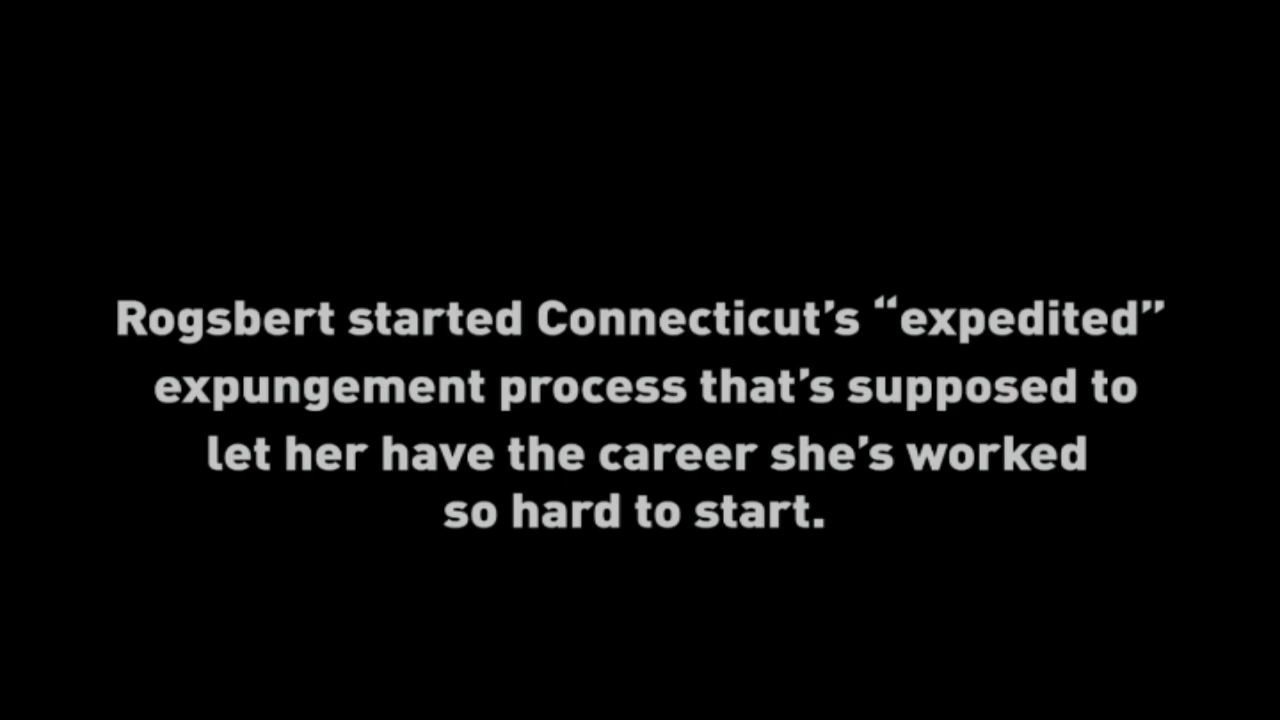 Rogsbert started Connecticut’s “expedited”
expungement process that’s supposed to
let her have the career she’s worked
so hard to start.